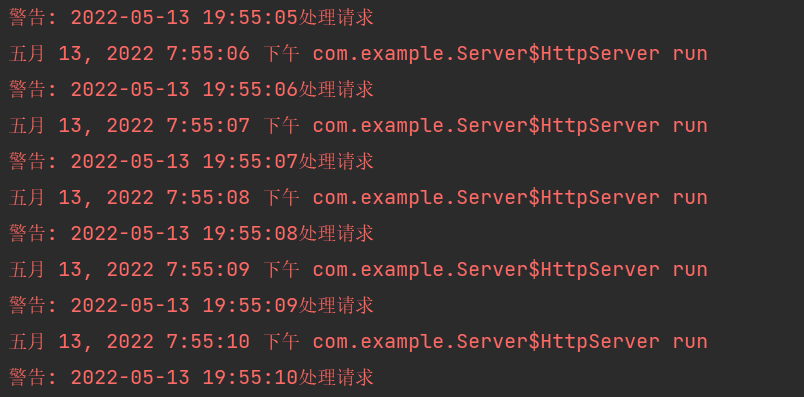 警告: 2022-05-13 19:55:05处理请求
五月 13, 2022 7:55:06 下午 com.example.Server$HttpServer run
警告: 2022-05-13 19:55:06处理请求
五月 13, 2022 7:55:07 下午 com.example.Server$HttpServer run
警告: 2022-05-13 19:55:07处理请求
五月 13, 2022 7:55:08 下午 com.example.Server$HttpServer run
警告: 2022-05-13 19:55:08处理请求
五月 13, 2022 7:55:09 下午 com.example.Server$HttpServer run
警告: 2022-05-13 19:55:09处理请求
五月 13, 2022 7:55:10 下午 com.example.Server$HttpServer run
警告: 2022-05-13 19:55:10处理请求